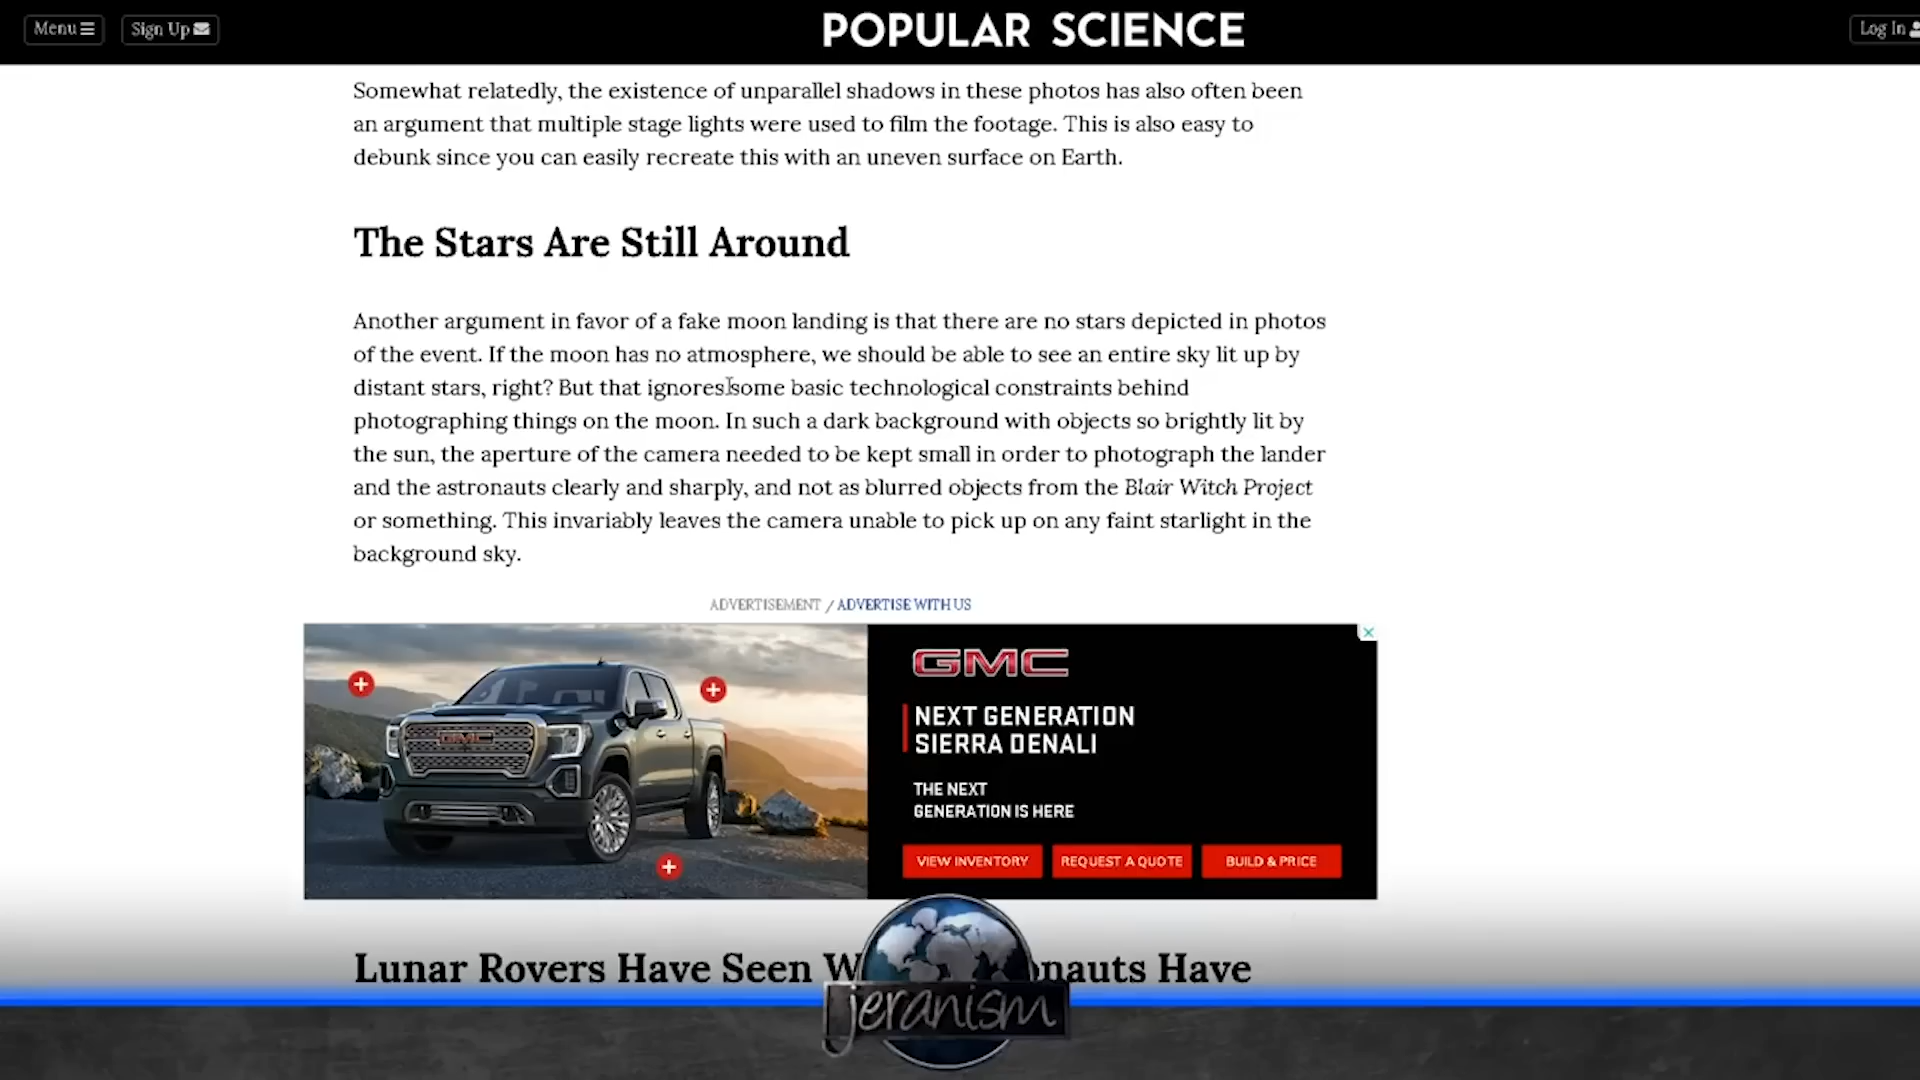 Menu
Sign Up
POPULAR SCIENCE
Log In
Somewhat relatedly, the existence of unparallel shadows in these photos has also often been
an argument that multiple stage lights were used to film the footage. This is also easy to
debunk since you can easily recreate this with an uneven surface on Earth.
The Stars Are Still Around
Another argument in favor of a fake moon landing is that there are no stars depicted in photos
of the event. If the moon has no atmosphere, we should be able to see an entire sky lit up by
distant stars, right? But that ignores some basic technological constraints behind
photographing things on the moon. In such a dark background with objects so brightly lit by
the sun, the aperture of the camera needed to be kept small in order to photograph the lander
and the astronauts clearly and sharply, and not as blurred objects from the Blair Witch Project
or something. This invariably leaves the camera unable to pick up on any faint starlight in the
background sky.
ADVERTISEMENT / ADVERTISE WITH US
GMC
GMC
NEXT GENERATION
SIERRA DENALI
THE NEXT
GENERATION IS HERE
VIEW INVENTORY
REQUEST A QUOTE
BUILD & PRICE
Lunar Rovers Have Seen Have
jeranism